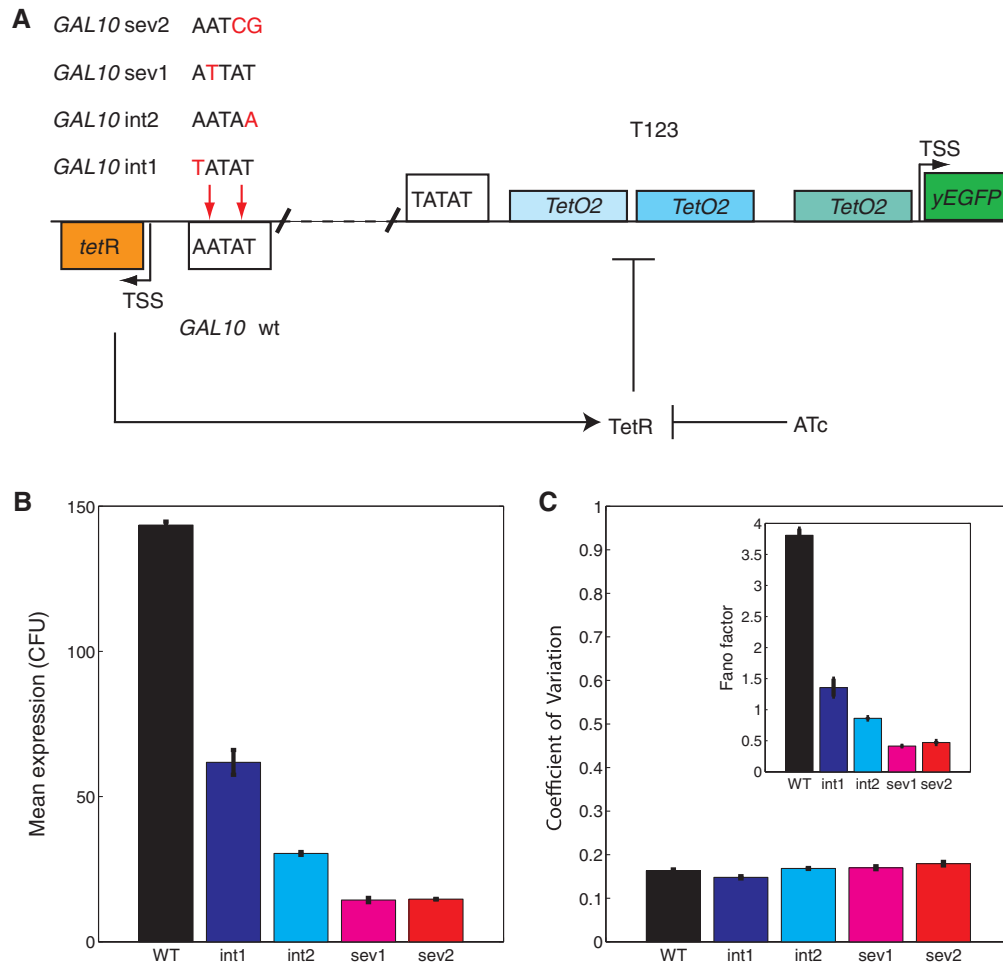 A
GAL10 sev2 AATCG
GAL10 sev1 ATTAT
GAL10 int2 AATAA
GAL10 int1 TATAT
T123
TSS
TATAT
TetO2
TetO2
TetO2
yEGFP
tetR
AATAT
TSS
GAL10 wt
TetR
ATc
B
Mean expression (CFU)
150
100
50
0
WT int1 int2 sev1 sev2
C
Coefficient of Variation
1
0.9
0.8
0.7
0.6
0.5
0.4
0.3
0.2
0.1
0
WT int1 int2 sev1 sev2
Fano factor
4
3.5
3
2.5
2
1.5
1
0.5
0
WT int1 int2 sev1 sev2